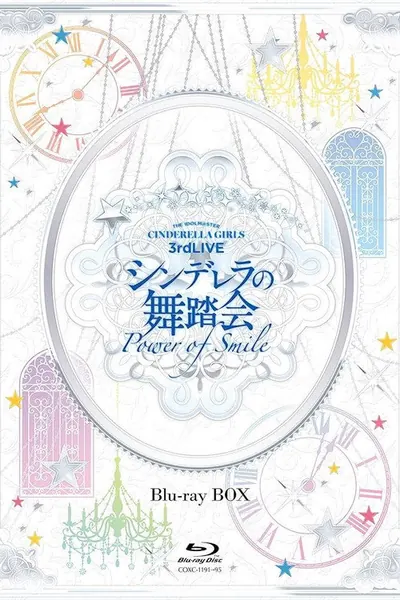 THE IDOLM@STER
CINDERELLA GIRLS
3rdLIVE
シンデレラの
舞踏会
Power of Smile
Blu-ray BOX
Blu-ray Disc
COXC-1191~95